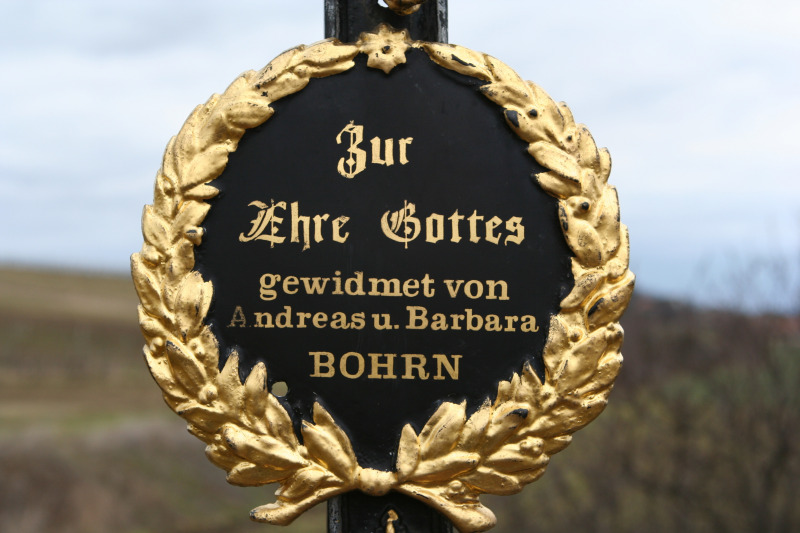 Zur
Ehre Gottes
gewidmet von
Andreas u. Barbara
BOHRN